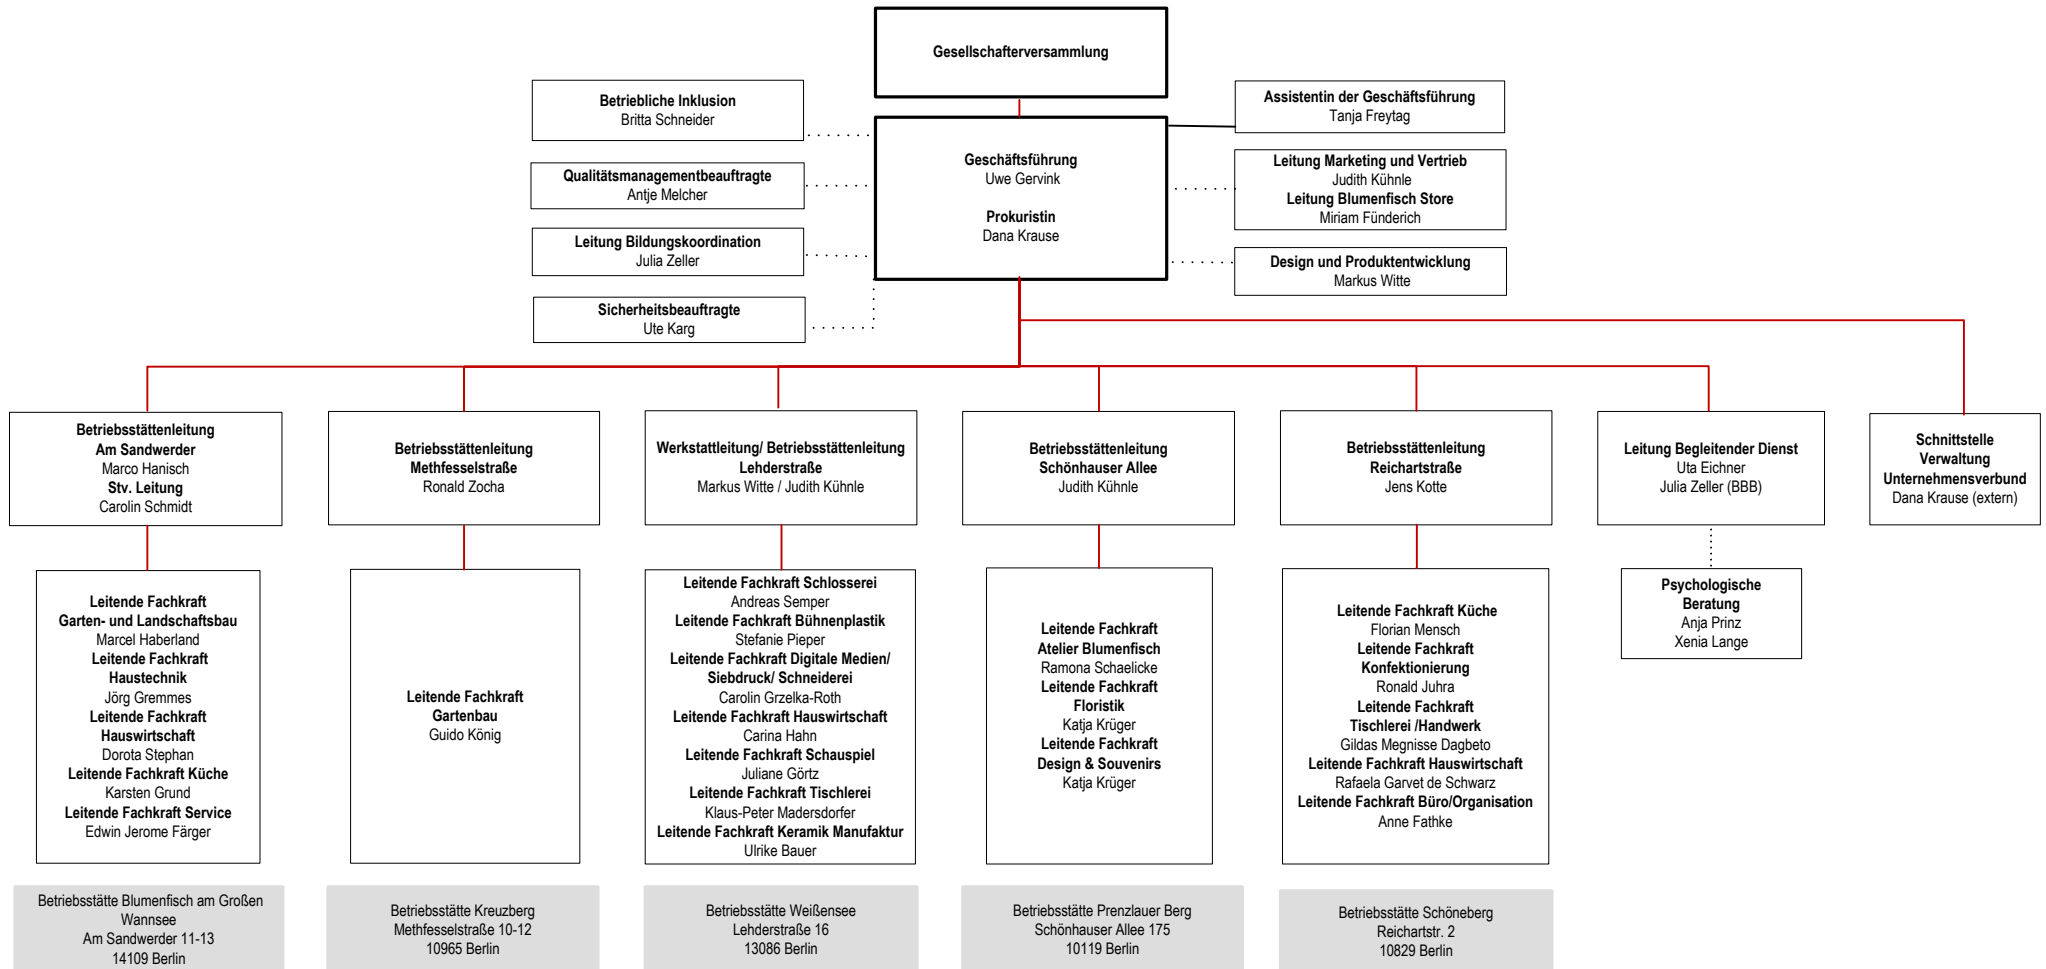 Gesellschafterversammlung
Betriebliche Inklusion
Britta Schneider
Assistentin der Geschäftsführung
Tanja Freytag
Geschäftsführung
Uwe Gervink
Prokuristin
Dana Krause
Qualitätsmanagementbeauftragte
Antje Melcher
Leitung Marketing und Vertrieb
Judith Kühnle
Leitung Blumenfisch Store
Miriam Fünderich
Leitung Bildungskoordination
Julia Zeller
Design und Produktentwicklung
Markus Witte
Sicherheitsbeauftragte
Ute Karg
Betriebsstättenleitung
Am Sandwerder
Marco Hanisch
Stv. Leitung
Carolin Schmidt
Betriebsstättenleitung
Methfesselstraße
Ronald Zocha
Werkstattleitung/ Betriebsstättenleitung
Lehderstraße
Markus Witte / Judith Kühnle
Betriebsstättenleitung
Schönhauser Allee
Judith Kühnle
Betriebsstättenleitung
Reichartstraße
Jens Kotte
Leitung Begleitender Dienst
Uta Eichner
Julia Zeller (BBB)
Schnittstelle
Verwaltung
Unternehmensverbund
Dana Krause (extern)
Leitende Fachkraft
Garten- und Landschaftsbau
Marcel Haberland
Leitende Fachkraft
Haustechnik
Jörg Gremmes
Leitende Fachkraft
Hauswirtschaft
Dorota Stephan
Leitende Fachkraft Küche
Karsten Grund
Leitende Fachkraft Service
Edwin Jerome Färger
Leitende Fachkraft
Gartenbau
Guido König
Leitende Fachkraft Schlosserei
Andreas Semper
Leitende Fachkraft Bühnenplastik
Stefanie Pieper
Leitende Fachkraft Digitale Medien/
Siebdruck/ Schneiderei
Carolin Grzelka-Roth
Leitende Fachkraft Hauswirtschaft
Carina Hahn
Leitende Fachkraft Schauspiel
Juliane Görtz
Leitende Fachkraft Tischlerei
Klaus-Peter Madersdorfer
Leitende Fachkraft Keramik Manufaktur
Ulrike Bauer
Leitende Fachkraft
Atelier Blumenfisch
Ramona Schaelicke
Leitende Fachkraft
Floristik
Katja Krüger
Leitende Fachkraft
Design & Souvenirs
Katja Krüger
Leitende Fachkraft Küche
Florian Mensch
Leitende Fachkraft
Konfektionierung
Ronald Juhra
Leitende Fachkraft
Tischlerei /Handwerk
Gildas Megnisse Dagbeto
Leitende Fachkraft Hauswirtschaft
Rafaela Garvet de Schwarz
Leitende Fachkraft Büro/Organisation
Anne Fathke
Psychologische
Beratung
Anja Prinz
Xenia Lange
Betriebsstätte Blumenfisch am Großen
Wannsee
Am Sandwerder 11-13
14109 Berlin
Betriebsstätte Kreuzberg
Methfesselstraße 10-12
10965 Berlin
Betriebsstätte Weißensee
Lehderstraße 16
13086 Berlin
Betriebsstätte Prenzlauer Berg
Schönhauser Allee 175
10119 Berlin
Betriebsstätte Schöneberg
Reichartstr. 2
10829 Berlin